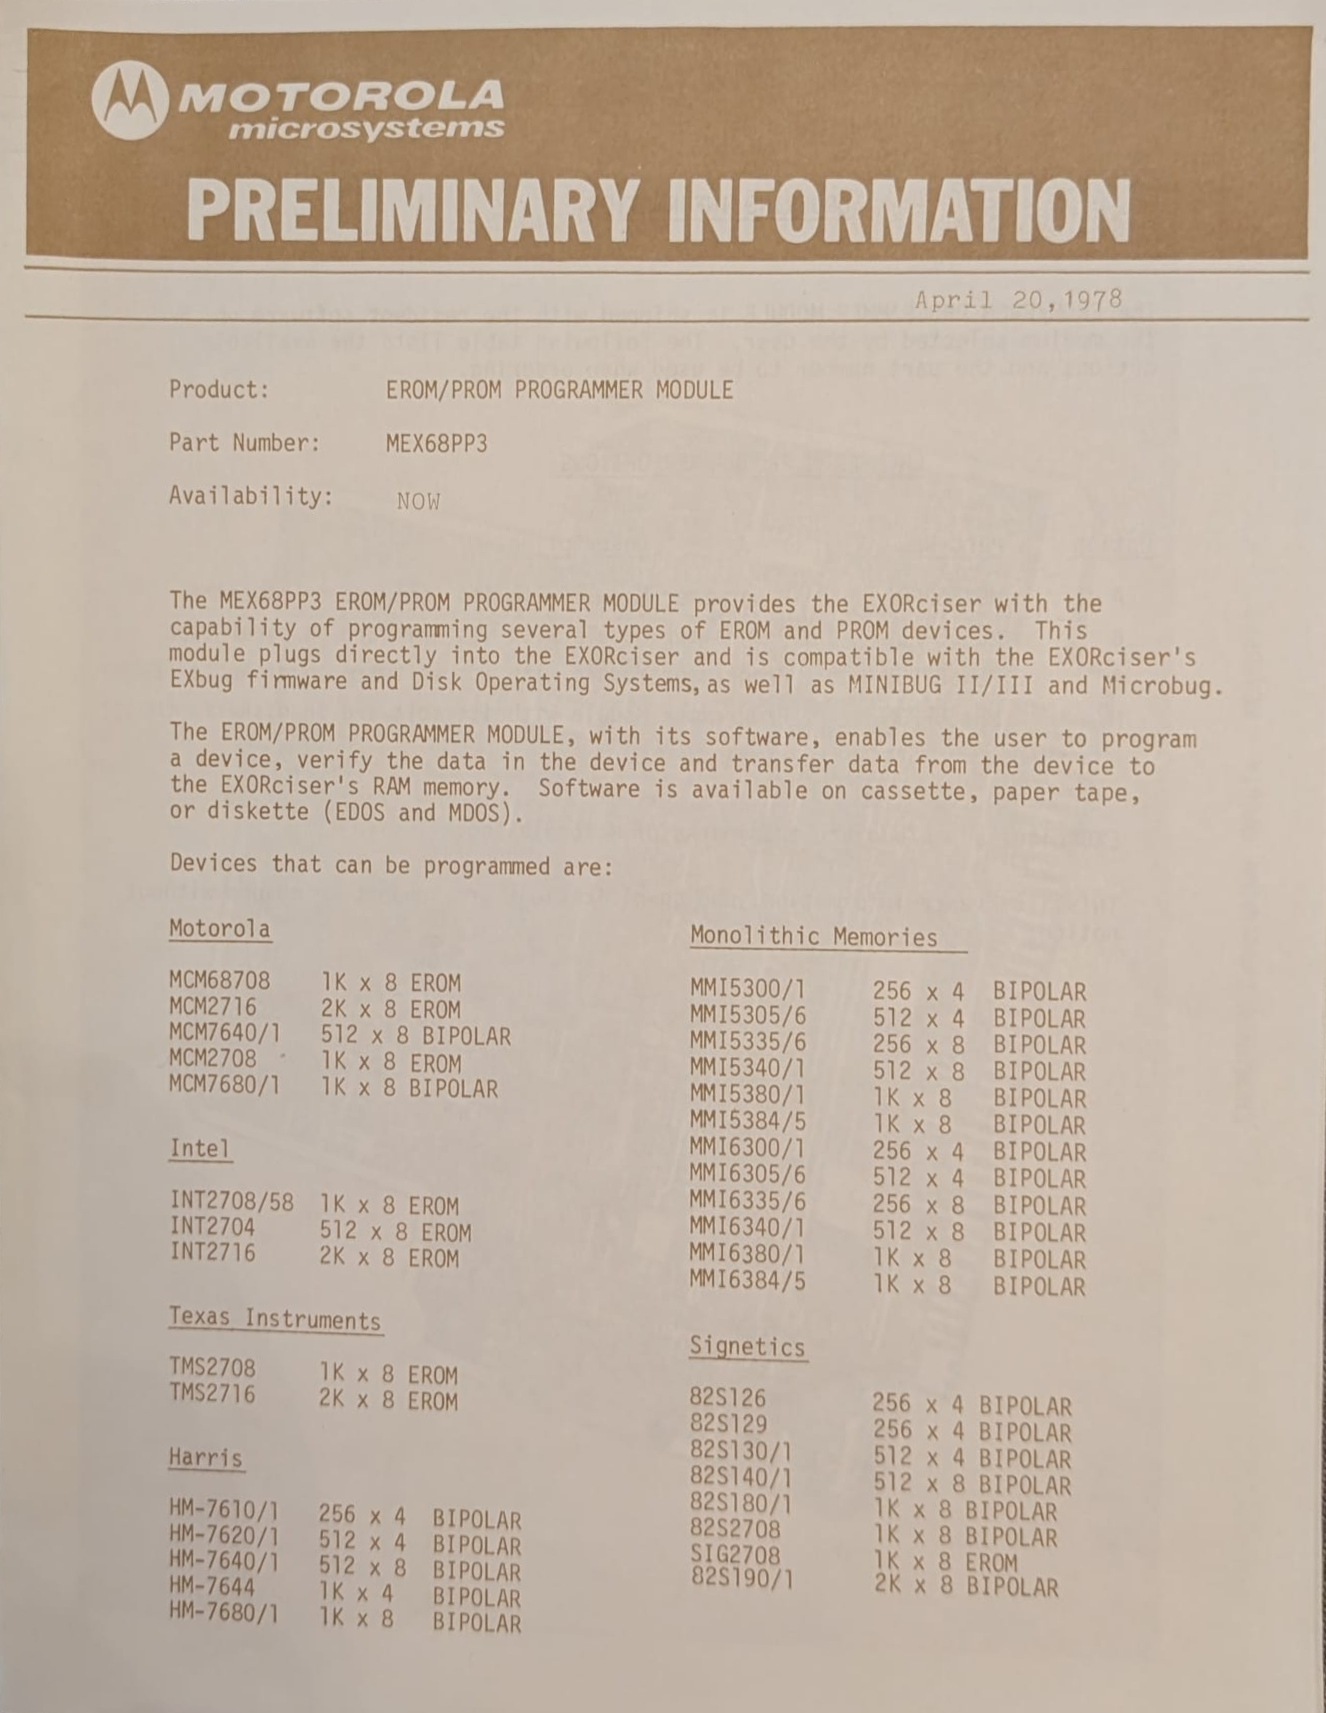 MOTOROLA
microsystems
PRELIMINARY INFORMATION
April 20,1978
Product: EROM/PROM PROGRAMMER MODULE
Part Number: MEX68PP3
Availability: NOW
The MEX68PP3 EROM/PROM PROGRAMMER MODULE provides the EXORciser with the
capability of programming several types of EROM and PROM devices. This
module plugs directly into the EXORciser and is compatible with the EXORciser's
EXbug firmware and Disk Operating Systems, as well as MINIBUG II/III and Microbug.
The EROM/PROM PROGRAMMER MODULE, with its software, enables the user to program
a device, verify the data in the device and transfer data from the device to
the EXORciser's RAM memory. Software is available on cassette, paper tape,
or diskette (EDOS and MDOS).
Devices that can be programmed are:
Motorola
MCM68708 1K x 8 EROM
MCM2716 2K x 8 EROM
MCM7640/1 512 x 8 BIPOLAR
MCM2708 1K x 8 EROM
MCM7680/1 1K x 8 BIPOLAR
Intel
INT2708/58 1K x 8 EROM
INT2704 512 x 8 EROM
INT2716 2K x 8 EROM
Texas Instruments
TMS2708 1K x 8 EROM
TMS2716 2K x 8 EROM
Harris
HM-7610/1 256 x 4 BIPOLAR
HM-7620/1 512 x 4 BIPOLAR
HM-7640/1 512 x 8 BIPOLAR
HM-7644 1K x 4 BIPOLAR
HM-7680/1 1K x 8 BIPOLAR
Monolithic Memories
MMI5300/1 256 x 4 BIPOLAR
MMI5305/6 512 x 4 BIPOLAR
MMI5335/6 256 x 8 BIPOLAR
MMI5340/1 512 x 8 BIPOLAR
MMI5380/1 1K x 8 BIPOLAR
MMI5384/5 1K x 8 BIPOLAR
MMI6300/1 256 x 4 BIPOLAR
MMI6305/6 512 x 4 BIPOLAR
MMI6335/6 256 x 8 BIPOLAR
MMI6340/1 512 x 8 BIPOLAR
MMI6380/1 1K x 8 BIPOLAR
MMI6384/5 1K x 8 BIPOLAR
Signetics
82S126 256 x 4 BIPOLAR
82S129 256 x 4 BIPOLAR
82S130/1 512 x 4 BIPOLAR
82S140/1 512 x 8 BIPOLAR
82S180/1 1K x 8 BIPOLAR
82S2708 1K x 8 BIPOLAR
SIG2708 1K x 8 EROM
82S190/1 2K x 8 BIPOLAR